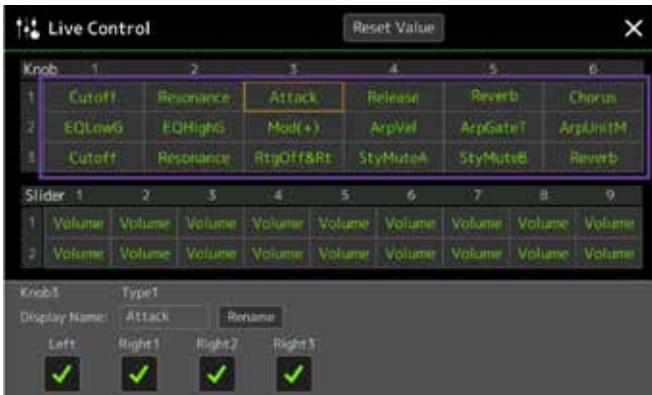 Live Control Reset Value
Knob 1 2 3 4 5 6
1 Cutoff Resonance Attack Release Reverb Chorus
2 EQLowG EQHighG Mod(+) ArpVel ArpGateT ArpUnitM
3 Cutoff Resonance RtgOff&Rt StyMuteA StyMuteB Reverb
Slider 1 2 3 4 5 6 7 8 9
1 Volume Volume Volume Volume Volume Volume Volume Volume Volume
2 Volume Volume Volume Volume Volume Volume Volume Volume Volume
Knob3 Type1
Display Name: Attack Rename
Left Right1 Right2 Right3